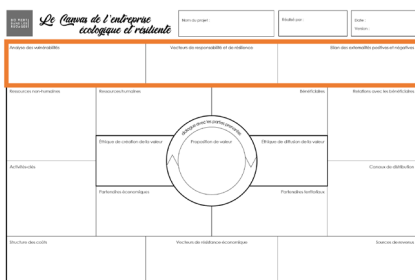 Le Canvas de l'entreprise
écologique et résiliente
Nom du projet :
Réalisé par :
Date :
Version :
Analyse des vulnérabilités
Vecteurs de responsabilité et de résilience
Bilan des externalités positives et négatives
Ressources non-humaines
Ressources humaines
Bénéficiaires
Relations avec les bénéficiaires
dialogue avec les parties prenantes
Éthique de création de la valeur
Proposition de valeur
Éthique de diffusion de la valeur
Activités-clés
Canaux de distribution
Partenaires économiques
Partenaires territoriaux
Structure des coûts
Vecteurs de résistance économique
Sources de revenus